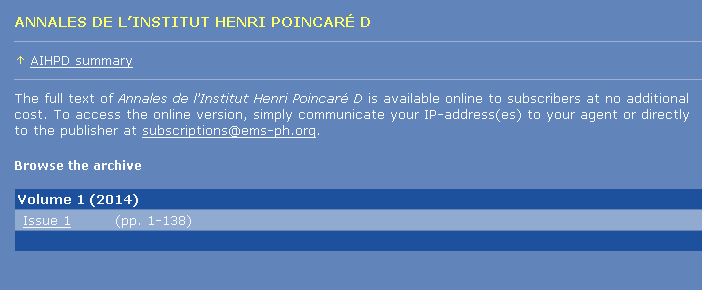 ANNALES DE L’INSTITUT HENRI POINCARÉ D
↑ AIHPD summary
The full text of Annales de l’Institut Henri Poincaré D is available online to subscribers at no additional
cost. To access the online version, simply communicate your IP-address(es) to your agent or directly
to the publisher at subscriptions@ems-ph.org.
Browse the archive
Volume 1 (2014)
Issue 1 (pp. 1–138)